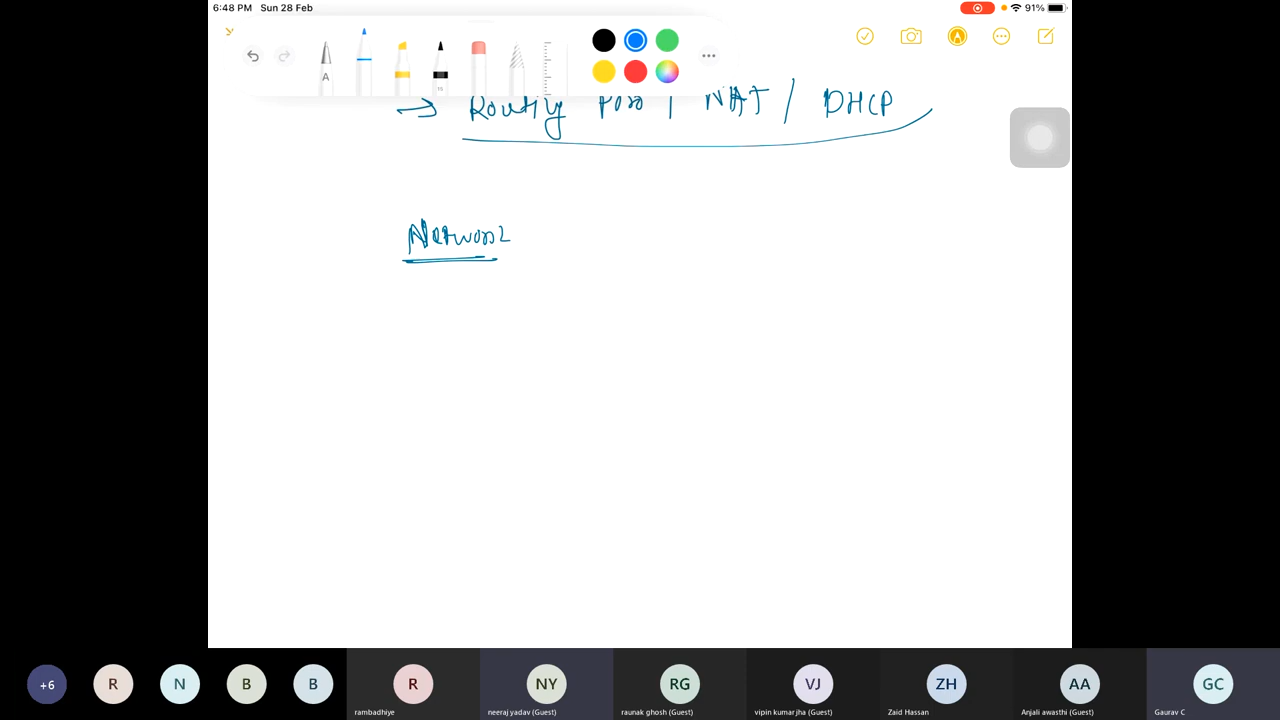 6:48 PM Sun 28 Feb 91%
A
→ Routing Pro / NAT / DHCP
Network
+6 R N B B R NY RG VJ ZH AA GC
rambadhiye neeraj yadav (Guest) raunak ghosh (Guest) vipin kumar jha (Guest) Zaid Hassan Anjali awasthi (Guest) Gaurav C